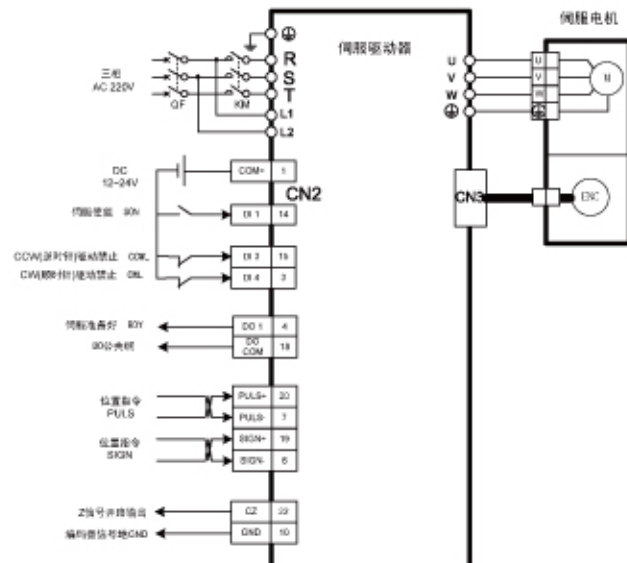 伺服电机
伺服驱动器
三相
AC 220V
QF
KM
R
S
T
L1
L2
U
V
W
U
V
W
M
DC
12~24V
COM+ 1
CN2
CN3
ENC
伺服使能 SON
DI 1 14
CCW(逆时针)驱动禁止
DI 3 15
CW(顺时针)驱动禁止
DI 4 3
伺服准备好 RDY
DO 1 4
DO公共端
DO COM 18
位置指令
PULS
PULS+ 20
PULS- 7
位置指令
SIGN
SIGN+ 19
SIGN- 6
Z信号开路输出
CZ 22
编码器信号地GND
GND 10